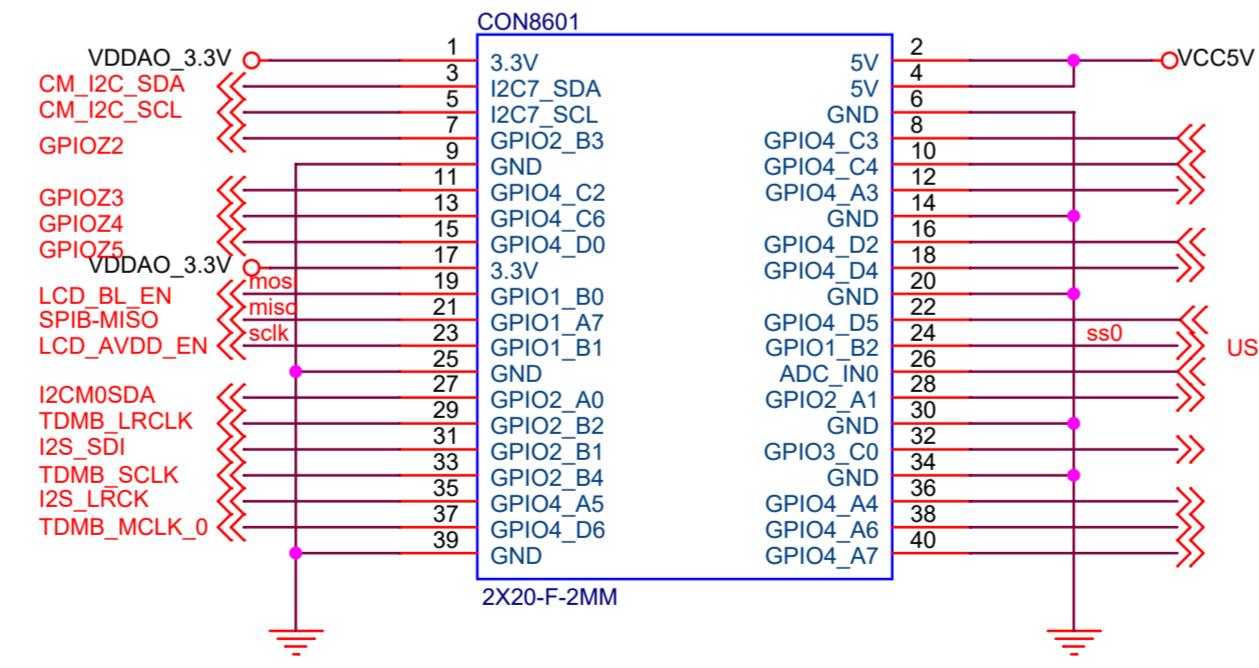 CON8601
VDDAO_3.3V 1 3.3V 5V 2 VCC5V
CM_I2C_SDA 3 I2C7_SDA 5V 4
CM_I2C_SCL 5 I2C7_SCL GND 6
GPIOZ2 7 GPIO2_B3 GPIO4_C3 8
9 GND GPIO4_C4 10
GPIOZ3 11 GPIO4_C2 GPIO4_A3 12
GPIOZ4 13 GPIO4_C6 GND 14
GPIOZ5 15 GPIO4_D0 GPIO4_D2 16
VDDAO_3.3V 17 3.3V GPIO4_D4 18
LCD_BL_EN mosi 19 GPIO1_B0 GND 20
SPIB-MISO miso 21 GPIO1_A7 GPIO4_D5 22
LCD_AVDD_EN sclk 23 GPIO1_B1 GPIO1_B2 24 ss0 US
25 GND ADC_IN0 26
I2CM0SDA 27 GPIO2_A0 GPIO2_A1 28
TDMB_LRCLK 29 GPIO2_B2 GND 30
I2S_SDI 31 GPIO2_B1 GPIO3_C0 32
TDMB_SCLK 33 GPIO2_B4 GND 34
I2S_LRCK 35 GPIO4_A5 GPIO4_A4 36
TDMB_MCLK_0 37 GPIO4_D6 GPIO4_A6 38
39 GND GPIO4_A7 40
2X20-F-2MM